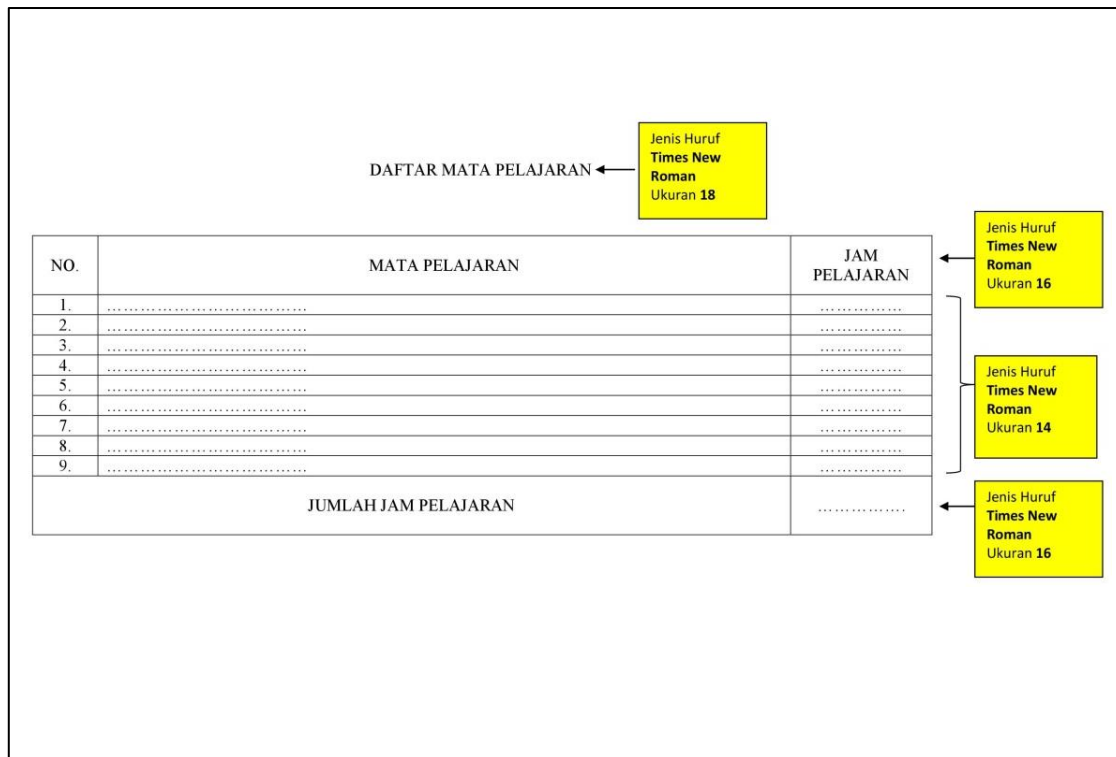 Jenis Huruf
Times New
Roman
Ukuran 18
DAFTAR MATA PELAJARAN
Jenis Huruf
Times New
Roman
Ukuran 16
NO. MATA PELAJARAN JAM PELAJARAN
1. ………………………………  ……………
2. ………………………………  ……………
3. ………………………………  ……………
4. ………………………………  ……………
5. ………………………………  ……………
6. ………………………………  ……………
7. ………………………………  ……………
8. ………………………………  ……………
9. ………………………………  ……………
Jenis Huruf
Times New
Roman
Ukuran 14
JUMLAH JAM PELAJARAN …………….
Jenis Huruf
Times New
Roman
Ukuran 16